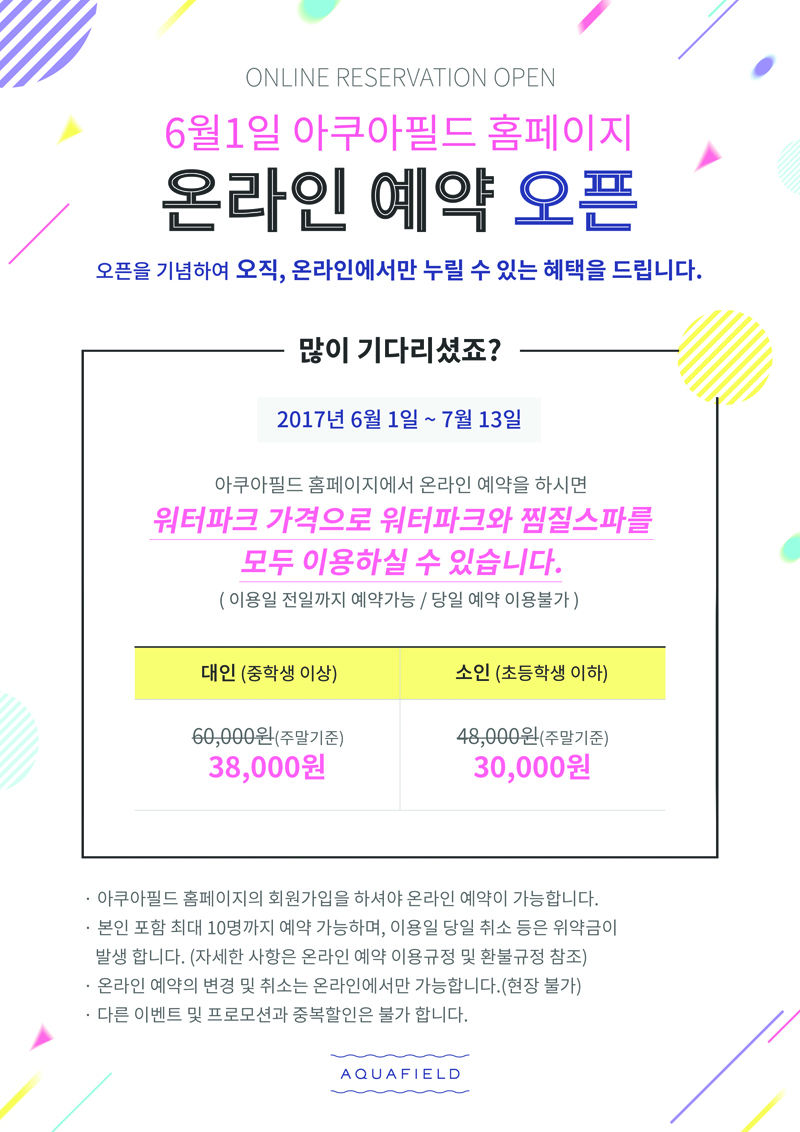 ONLINE RESERVATION OPEN
6월1일 아쿠아필드 홈페이지
온라인 예약 오픈
오픈을 기념하여 오직, 온라인에서만 누릴 수 있는 혜택을 드립니다.
많이 기다리셨죠?
2017년 6월 1일 ~ 7월 13일
아쿠아필드 홈페이지에서 온라인 예약을 하시면
워터파크 가격으로 워터파크와 찜질스파를
모두 이용하실 수 있습니다.
( 이용일 전일까지 예약가능 / 당일 예약 이용불가 )
대인 (중학생 이상) 소인 (초등학생 이하)
60,000원(주말기준) 48,000원(주말기준)
38,000원 30,000원
· 아쿠아필드 홈페이지의 회원가입을 하셔야 온라인 예약이 가능합니다.
· 본인 포함 최대 10명까지 예약 가능하며, 이용일 당일 취소 등은 위약금이
발생 합니다. (자세한 사항은 온라인 예약 이용규정 및 환불규정 참조)
· 온라인 예약의 변경 및 취소는 온라인에서만 가능합니다.(현장 불가)
· 다른 이벤트 및 프로모션과 중복할인은 불가 합니다.
AQUAFIELD